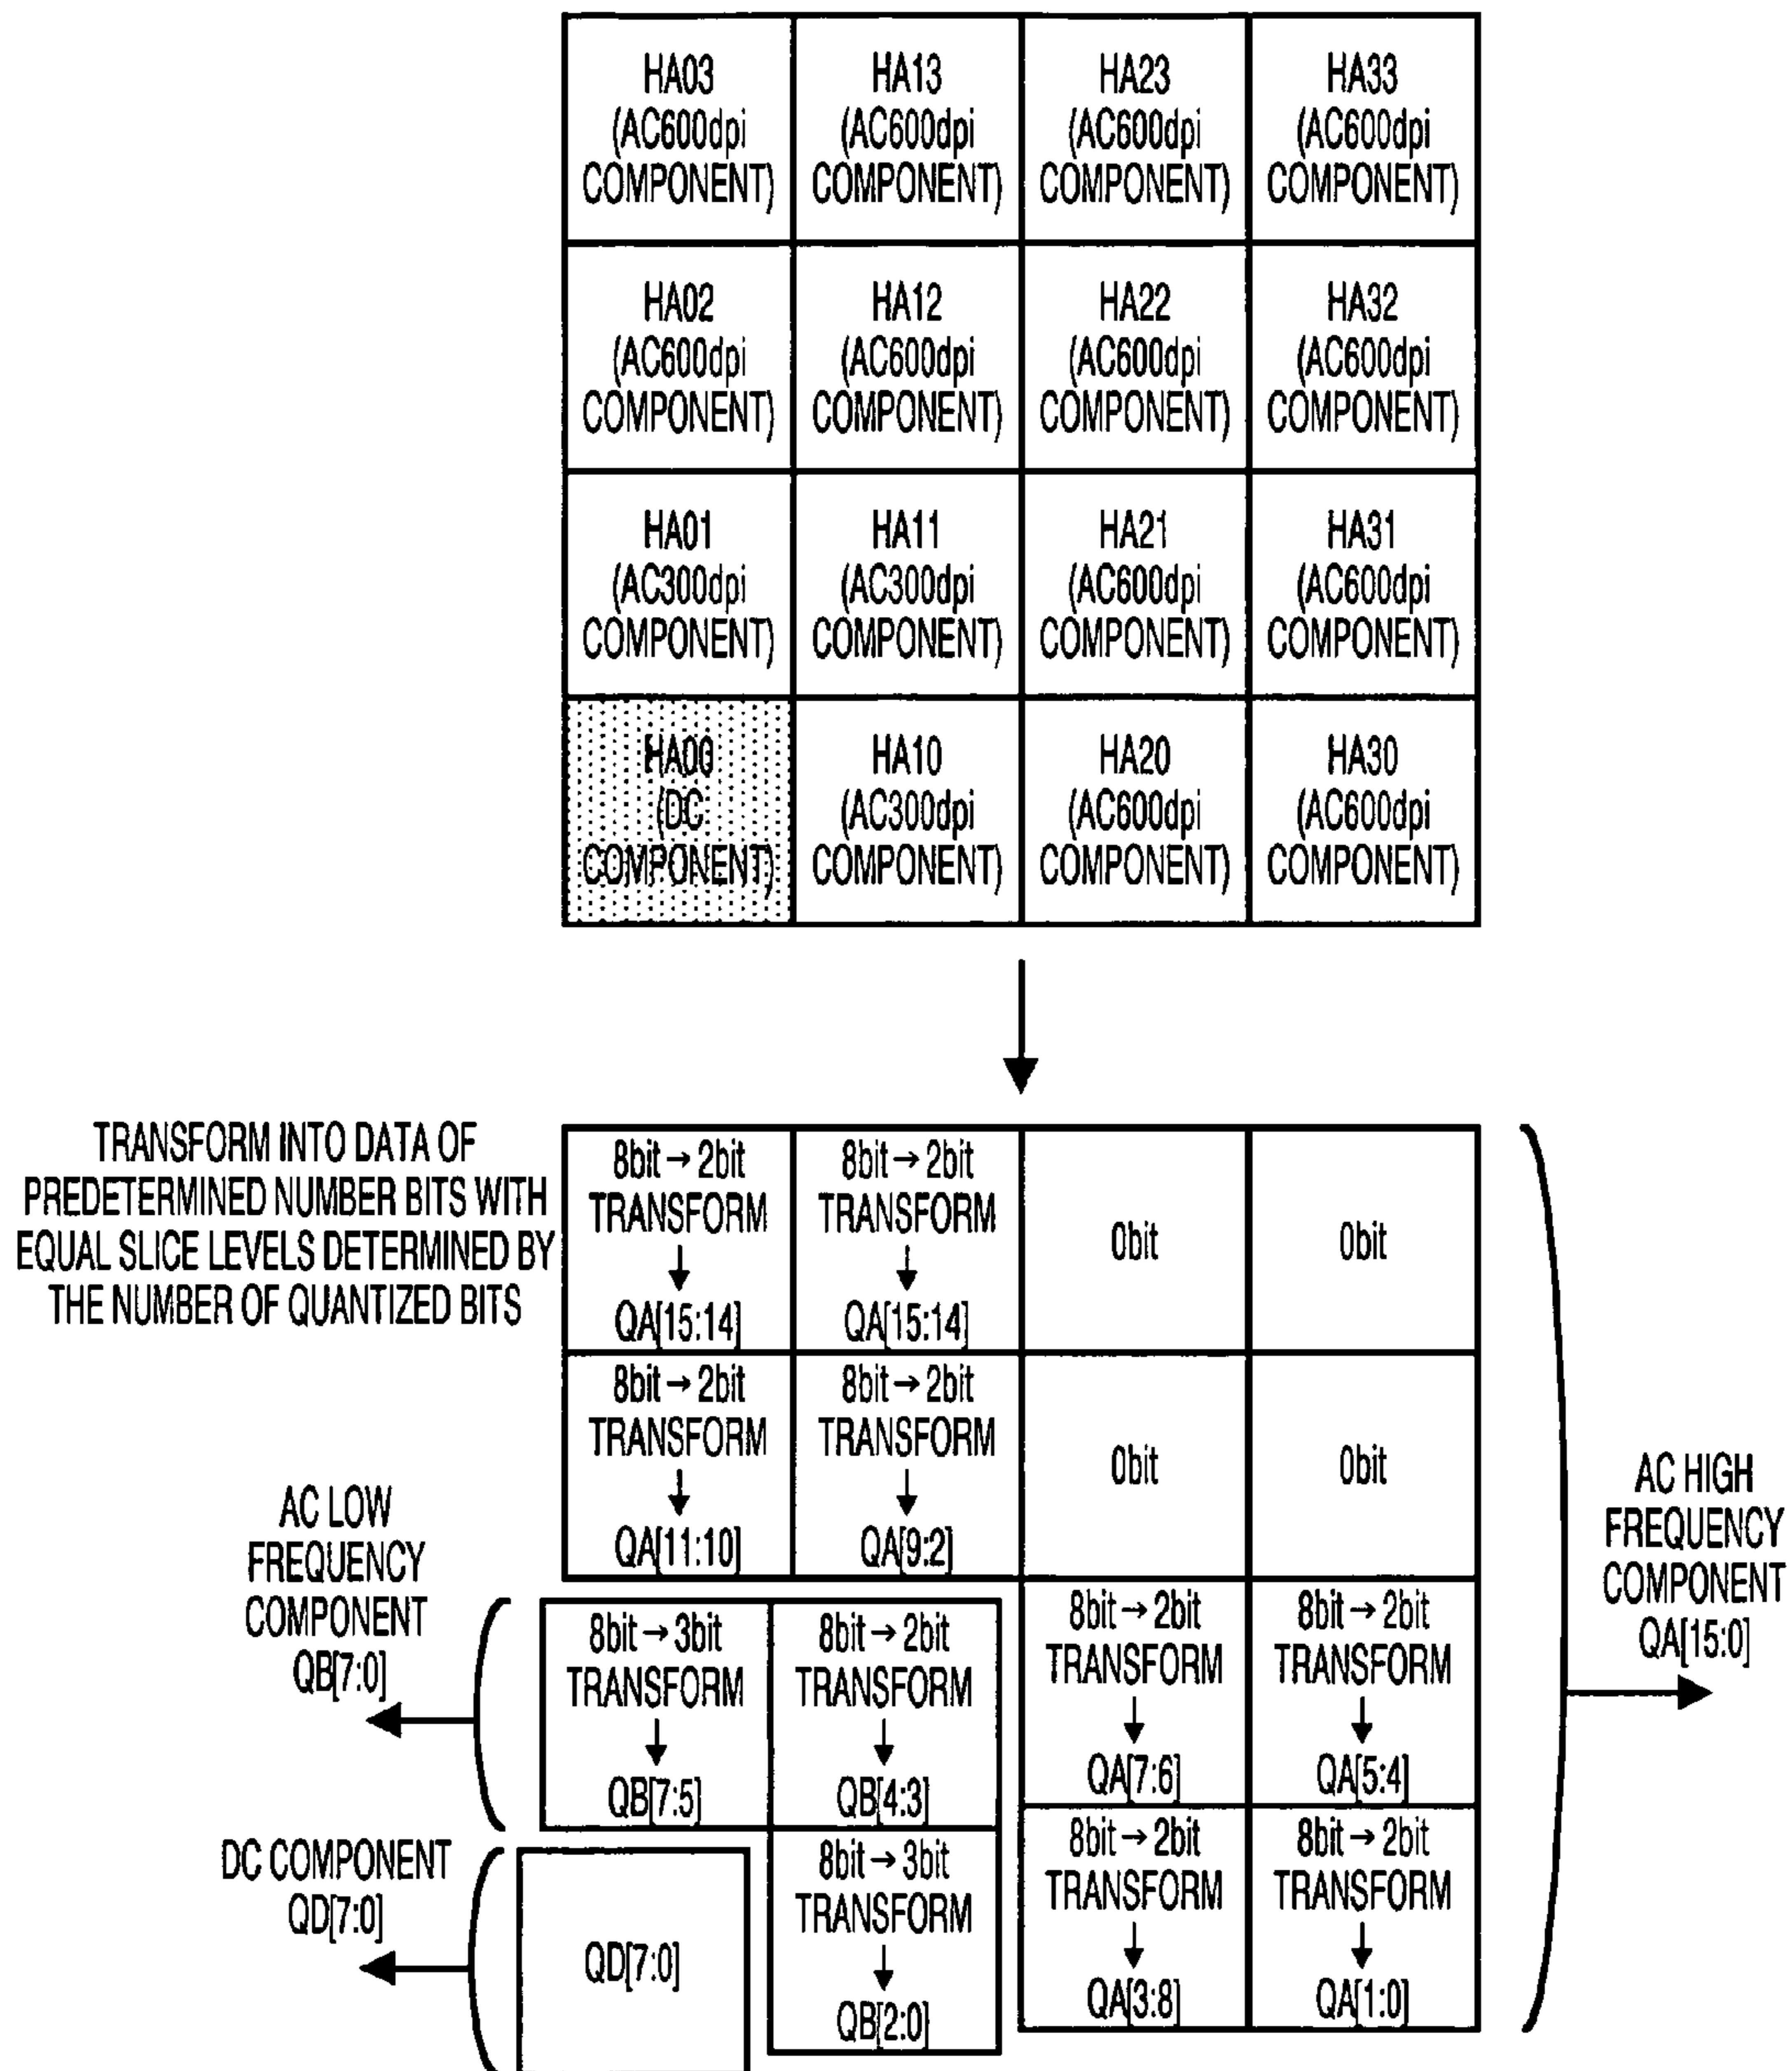 HA03
(AC600dpi
COMPONENT)
HA13
(AC600dpi
COMPONENT)
HA23
(AC600dpi
COMPONENT)
HA33
(AC600dpi
COMPONENT)
HA02
(AC600dpi
COMPONENT)
HA12
(AC600dpi
COMPONENT)
HA22
(AC600dpi
COMPONENT)
HA32
(AC600dpi
COMPONENT)
HA01
(AC300dpi
COMPONENT)
HA11
(AC300dpi
COMPONENT)
HA21
(AC600dpi
COMPONENT)
HA31
(AC600dpi
COMPONENT)
HA00
(DC
COMPONENT)
HA10
(AC300dpi
COMPONENT)
HA20
(AC600dpi
COMPONENT)
HA30
(AC600dpi
COMPONENT)
TRANSFORM INTO DATA OF
PREDETERMINED NUMBER BITS WITH
EQUAL SLICE LEVELS DETERMINED BY
THE NUMBER OF QUANTIZED BITS
8bit → 2bit
TRANSFORM
↓
QA[15:14]
8bit → 2bit
TRANSFORM
↓
QA[15:14]
0bit
0bit
8bit → 2bit
TRANSFORM
↓
QA[11:10]
8bit → 2bit
TRANSFORM
↓
QA[9:2]
0bit
0bit
AC HIGH
FREQUENCY
COMPONENT
QA[15:0]
AC LOW
FREQUENCY
COMPONENT
QB[7:0]
8bit → 3bit
TRANSFORM
↓
QB[7:5]
8bit → 2bit
TRANSFORM
↓
QB[4:3]
8bit → 2bit
TRANSFORM
↓
QA[7:6]
8bit → 2bit
TRANSFORM
↓
QA[5:4]
DC COMPONENT
QD[7:0]
QD[7:0]
8bit → 3bit
TRANSFORM
↓
QB[2:0]
8bit → 2bit
TRANSFORM
↓
QA[3:8]
8bit → 2bit
TRANSFORM
↓
QA[1:0]